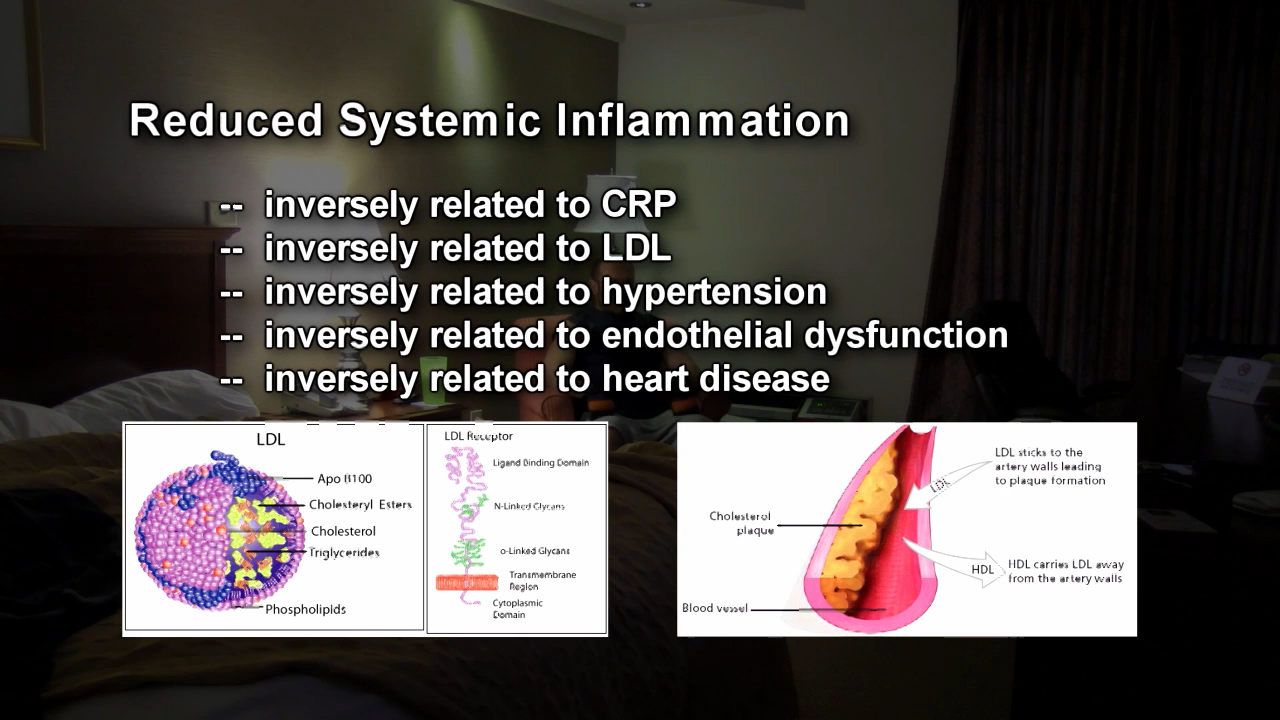 Reduced Systemic Inflammation
-- inversely related to CRP
-- inversely related to LDL
-- inversely related to hypertension
-- inversely related to endothelial dysfunction
-- inversely related to heart disease
LDL
Apo B100
Cholesteryl Esters
Cholesterol
Triglycerides
Phospholipids
LDL Receptor
Ligand Binding Domain
N-Linked Glycans
o-Linked Glycans
Transmembrane
Region
Cytoplasmic
Domain
LDL sticks to the
artery walls leading
to plaque formation
LDL
Cholesterol
plaque
HDL
HDL carries LDL away
from the artery walls
Blood vessel